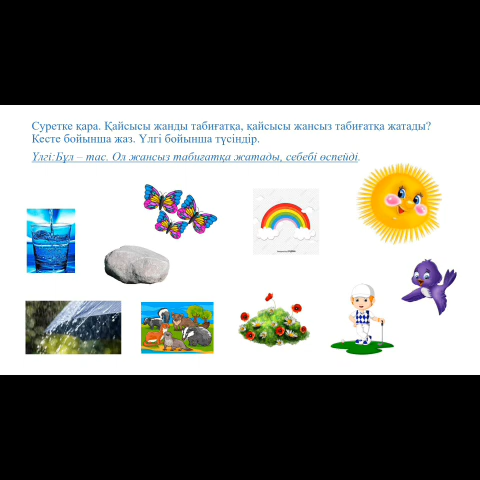 Суретке қара. Қайсысы жанды табиғатқа, қайсысы жансыз табиғатқа жатады?
Кесте бойынша жаз. Үлгі бойынша түсіндір.
Үлгі:Бұл – тас. Ол жансыз табиғатқа жатады, себебі өспейді.